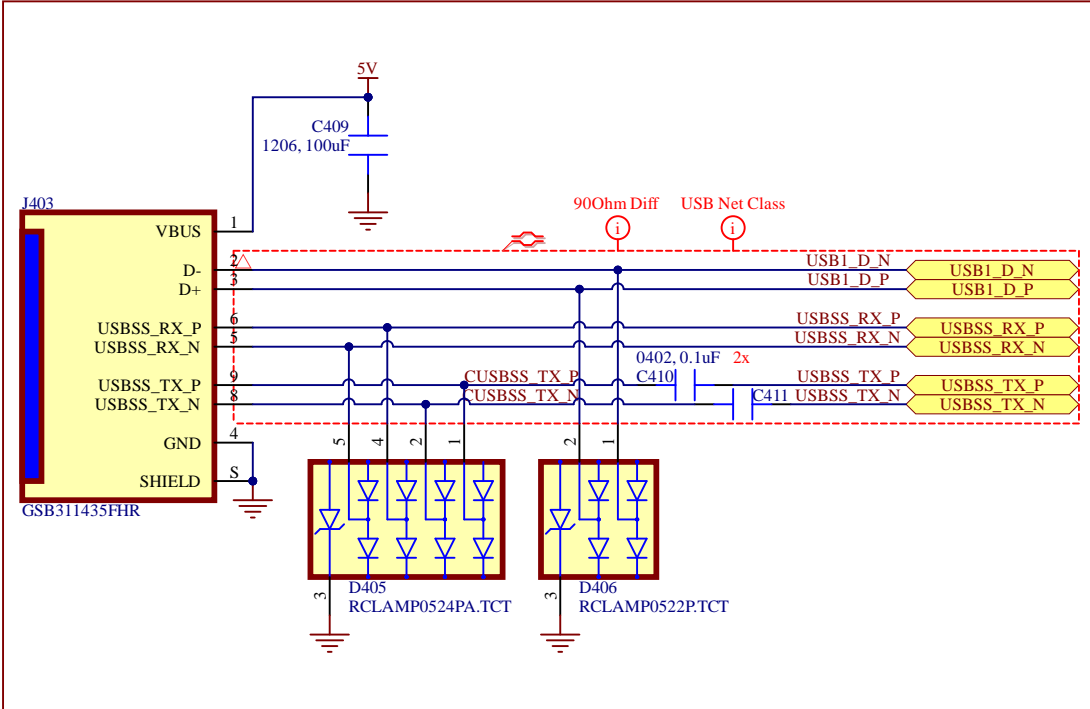 5V
C409
1206, 100uF
J403
90Ohm Diff
USB Net Class
i
i
VBUS
1
D-
2
USB1_D_N
USB1_D_N
D+
3
USB1_D_P
USB1_D_P
USBSS_RX_P
6
USBSS_RX_P
USBSS_RX_P
USBSS_RX_N
5
USBSS_RX_N
USBSS_RX_N
0402, 0.1uF
2x
USBSS_TX_P
9
CUSBSS_TX_P
C410
USBSS_TX_P
USBSS_TX_P
USBSS_TX_N
8
CUSBSS_TX_N
C411
USBSS_TX_N
USBSS_TX_N
GND
4
5
4
2
1
2
1
SHIELD
S
GSB311435FHR
3
D405
RCLAMP0524PA.TCT
3
D406
RCLAMP0522P.TCT